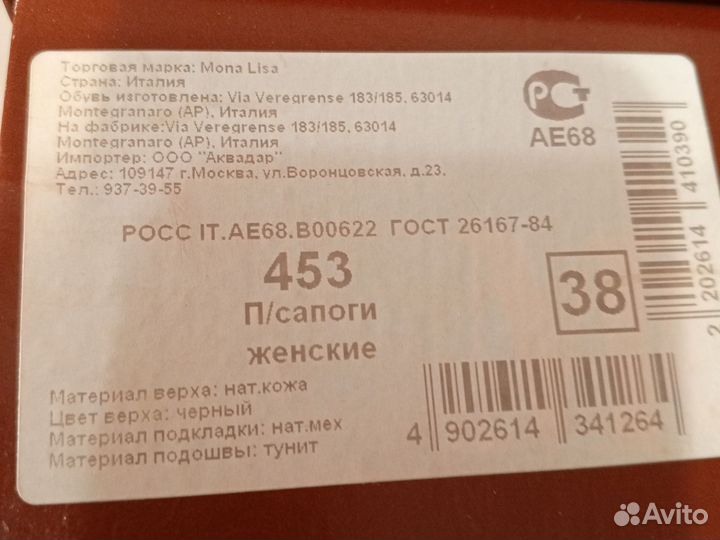 Торговая марка: Mona Lisa
Страна: Италия
Обувь изготовлена: Via Veregrense 183/185, 63014
Montegranaro (AP), Италия
На фабрике:Via Veregrense 183/185, 63014
Montegranaro (AP), Италия
Импортер: ООО "Аквадар"
Адрес: 109147 г.Москва, ул.Воронцовская, д.23.
Тел.: 937-39-55
РСТ
АЕ68
РОСС IT.AE68.B00622 ГОСТ 26167-84
453
П/сапоги
женские
38
2 202614 410390
Материал верха: нат.кожа
Цвет верха: черный
Материал подкладки: нат.мех
Материал подошвы: тунит
4 902614 341264
Avito